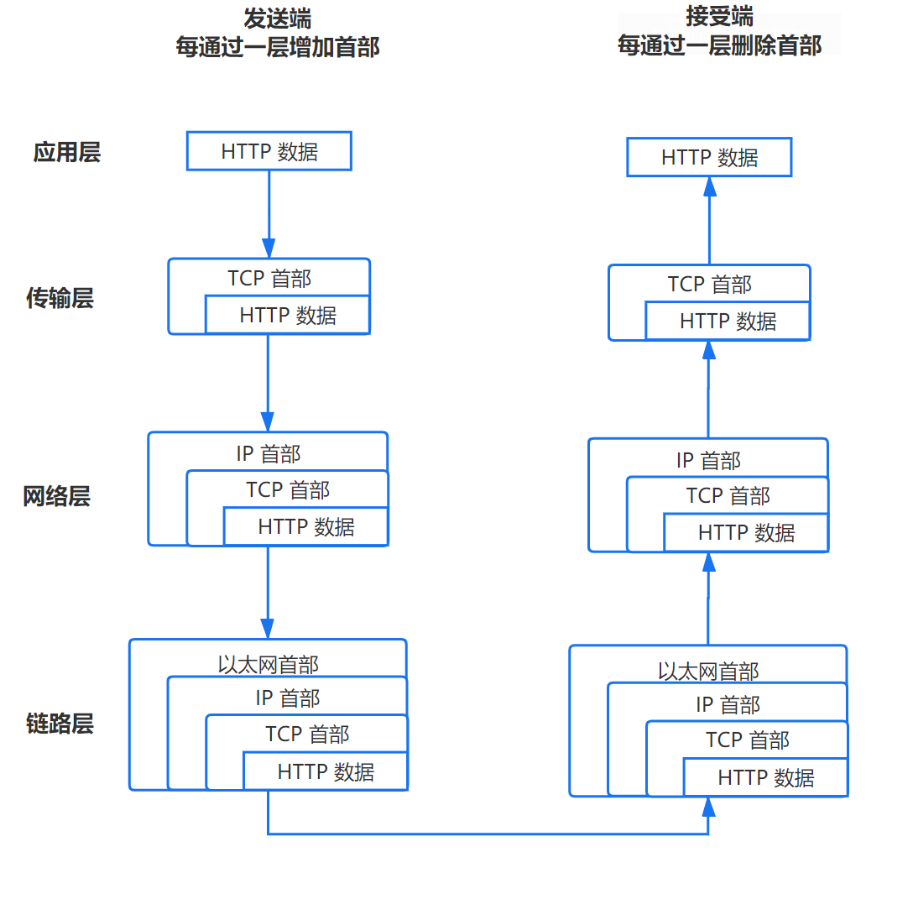 发送端
每通过一层增加首部
接受端
每通过一层删除首部
应用层
HTTP 数据
HTTP 数据
传输层
TCP 首部
HTTP 数据
TCP 首部
HTTP 数据
网络层
IP 首部
TCP 首部
HTTP 数据
IP 首部
TCP 首部
HTTP 数据
链路层
以太网首部
IP 首部
TCP 首部
HTTP 数据
以太网首部
IP 首部
TCP 首部
HTTP 数据